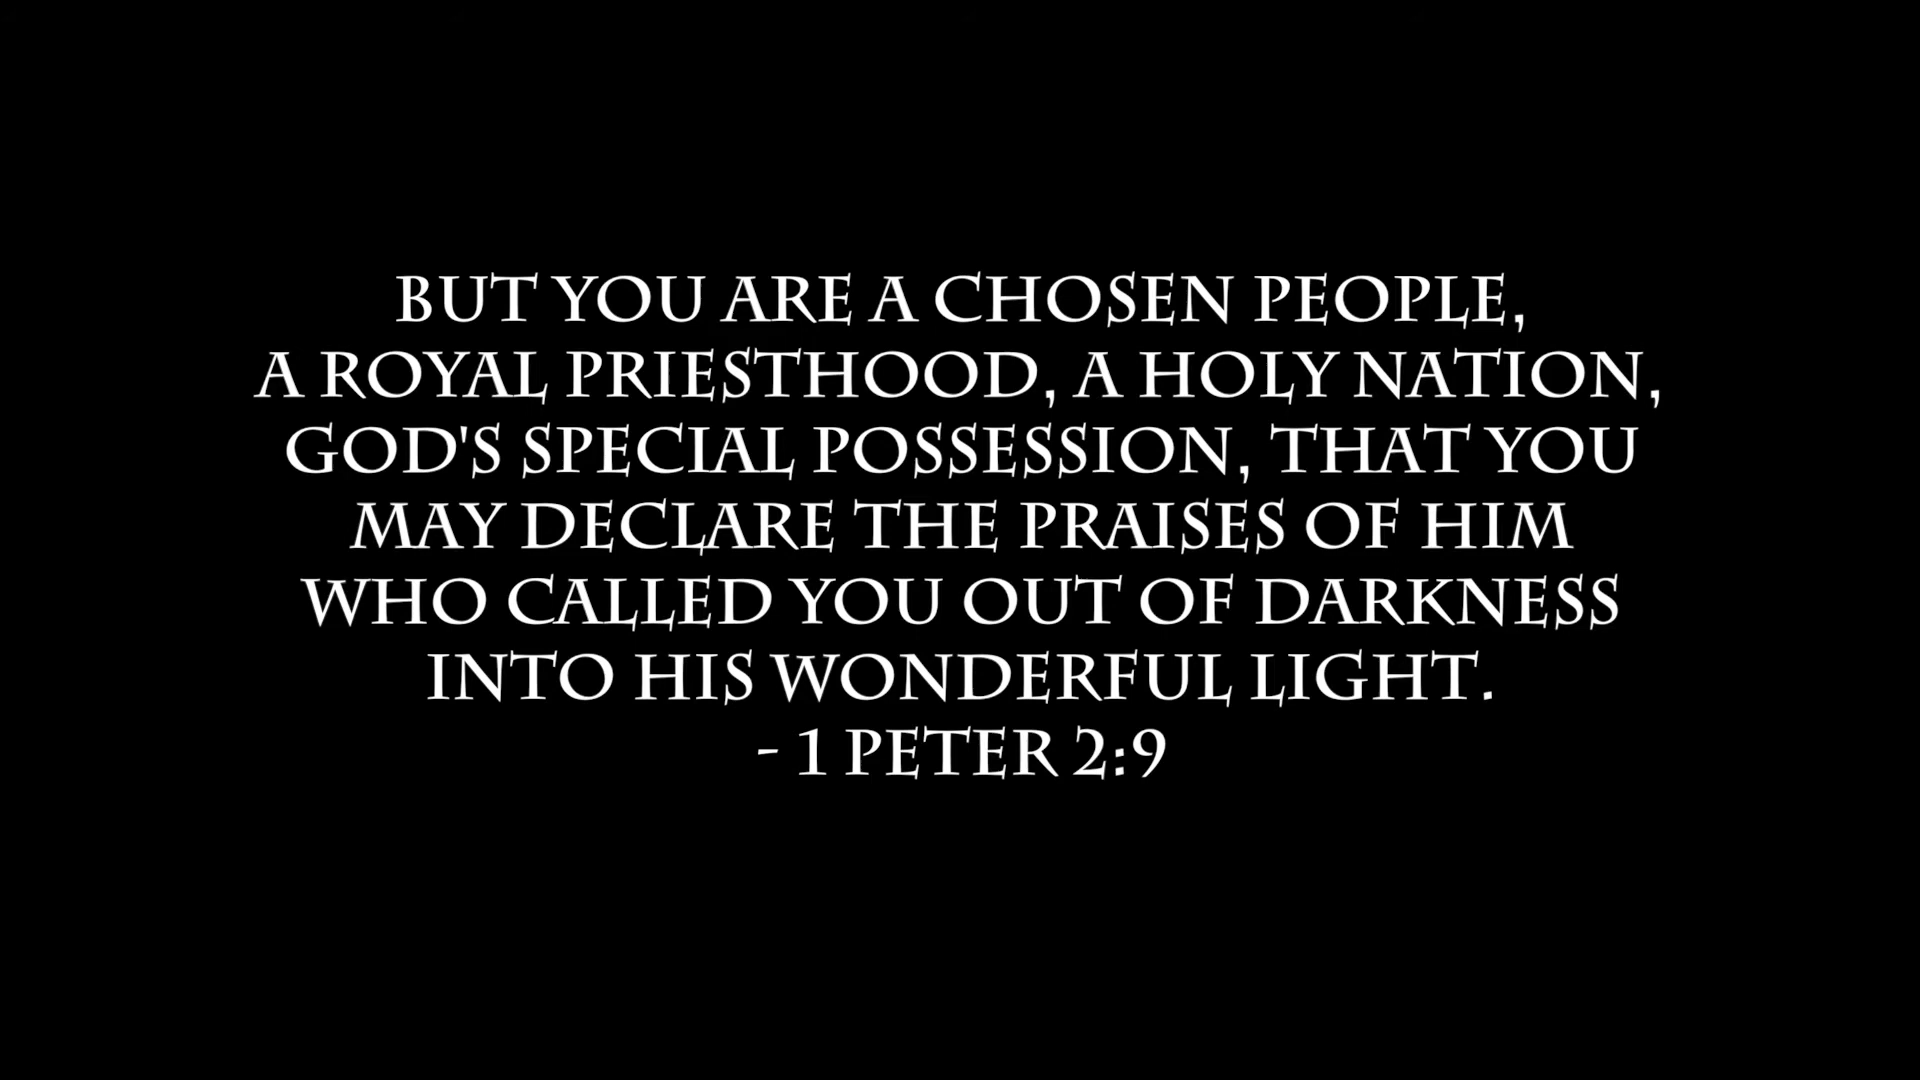 BUT YOU ARE A CHOSEN PEOPLE,
A ROYAL PRIESTHOOD, A HOLY NATION,
GOD'S SPECIAL POSSESSION, THAT YOU
MAY DECLARE THE PRAISES OF HIM
WHO CALLED YOU OUT OF DARKNESS
INTO HIS WONDERFUL LIGHT.
- 1 PETER 2:9